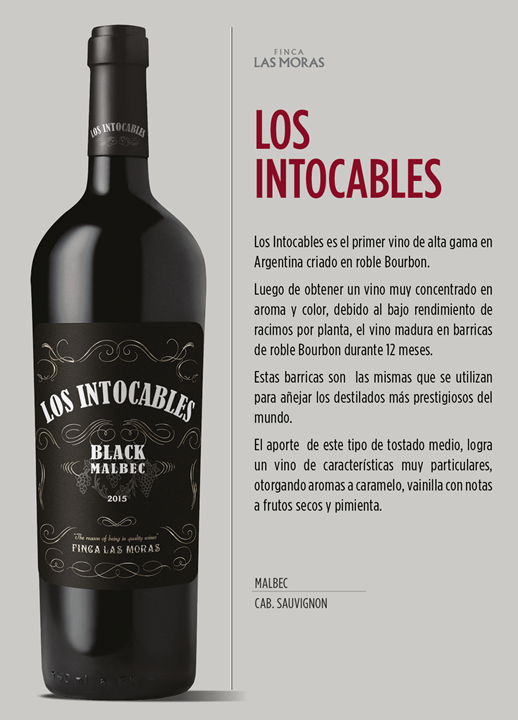 LOS INTOCABLES
LOS INTOCABLES
BLACK
MALBEC
2015
"The reason of being in quality wines"
FINCA LAS MORAS
FINCA
LAS MORAS
LOS
INTOCABLES
Los Intocables es el primer vino de alta gama en
Argentina criado en roble Bourbon.
Luego de obtener un vino muy concentrado en
aroma y color, debido al bajo rendimiento de
racimos por planta, el vino madura en barricas
de roble Bourbon durante 12 meses.
Estas barricas son las mismas que se utilizan
para añejar los destilados más prestigiosos del
mundo.
El aporte de este tipo de tostado medio, logra
un vino de características muy particulares,
otorgando aromas a caramelo, vainilla con notas
a frutos secos y pimienta.
MALBEC
CAB. SAUVIGNON